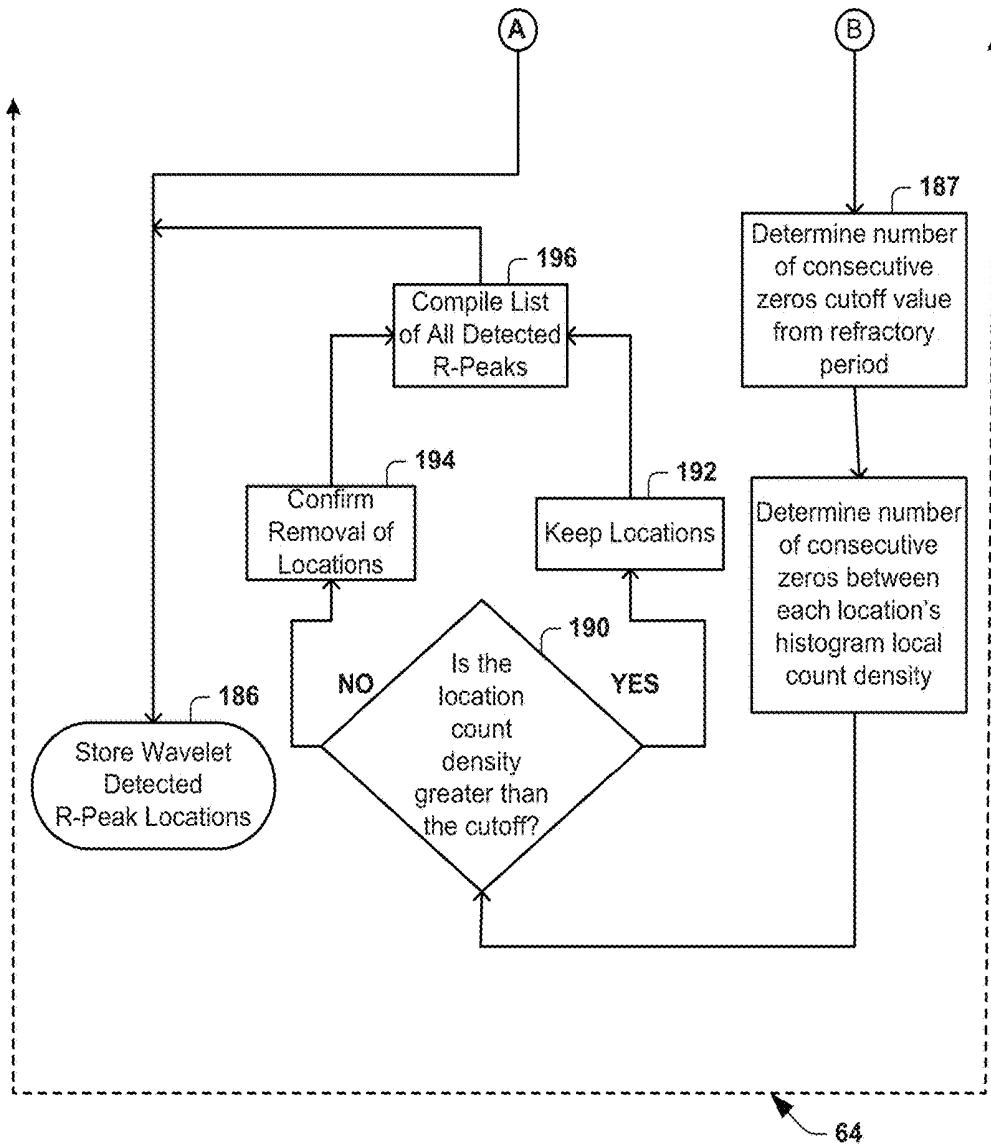 A
B
187
Determine number
of consecutive
zeros cutoff value
from refractory
period
196
Compile List
of All Detected
R-Peaks
194
Confirm
Removal of
Locations
192
Keep Locations
Determine number
of consecutive
zeros between
each location's
histogram local
count density
190
Is the
location
count
density
greater than
the cutoff?
NO
YES
186
Store Wavelet
Detected
R-Peak Locations
64